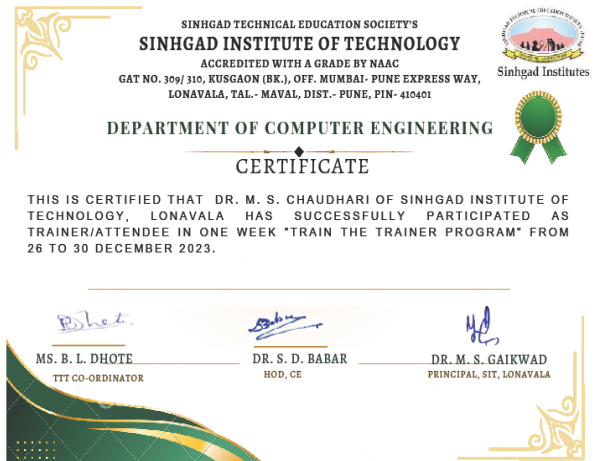 SINHGAD TECHNICAL EDUCATION SOCIETY'S
SINHGAD INSTITUTE OF TECHNOLOGY
ACCREDITED WITH A GRADE BY NAAC
GAT NO. 309/ 310, KUSGAON (BK.), OFF. MUMBAI- PUNE EXPRESS WAY,
LONAVALA, TAL.- MAVAL, DIST.- PUNE, PIN- 410401
Sinhgad Institutes
DEPARTMENT OF COMPUTER ENGINEERING
CERTIFICATE
THIS IS CERTIFIED THAT DR. M. S. CHAUDHARI OF SINHGAD INSTITUTE OF
TECHNOLOGY, LONAVALA HAS SUCCESSFULLY PARTICIPATED AS
TRAINER/ATTENDEE IN ONE WEEK "TRAIN THE TRAINER PROGRAM" FROM
26 TO 30 DECEMBER 2023.
MS. B. L. DHOTE
TTT CO-ORDINATOR
DR. S. D. BABAR
HOD, CE
DR. M. S. GAIKWAD
PRINCIPAL, SIT, LONAVALA